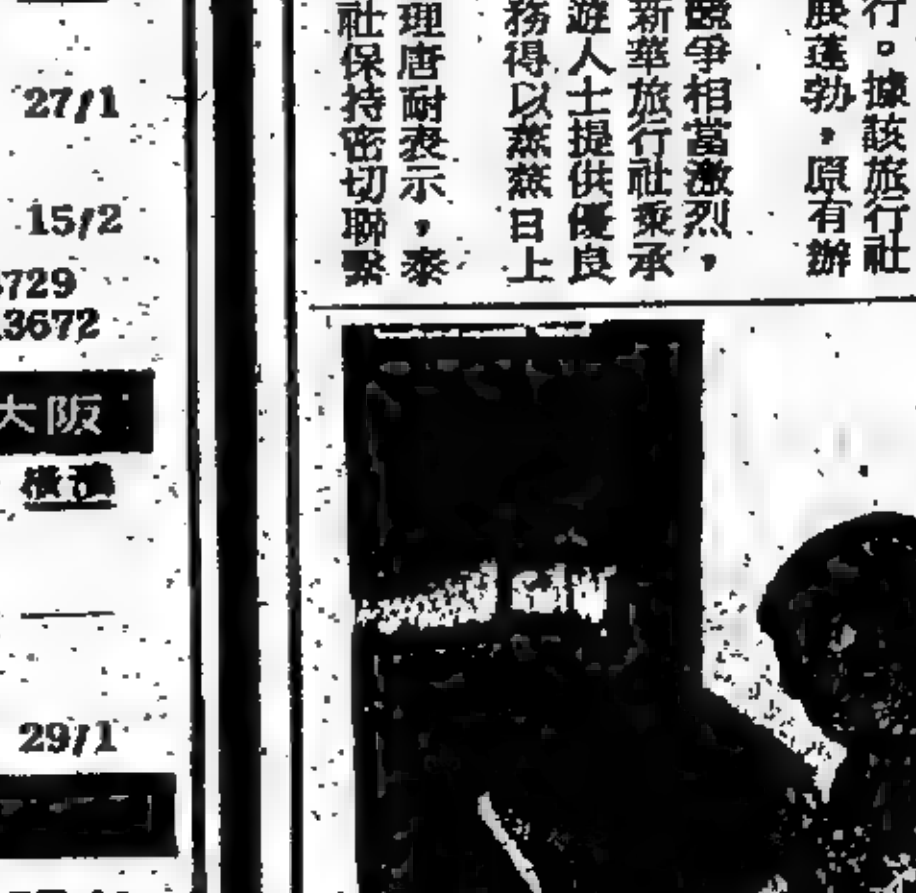 行。據該旅行社
展蓬勃，原有辦
爭相當激烈，
新華旅行社秉承
遊人士提供優良
務得以蒸蒸日上
理唐耐表示，泰
社保持密切聯繫
27/1
15/2
729
3672
大阪
橫濱
29/1